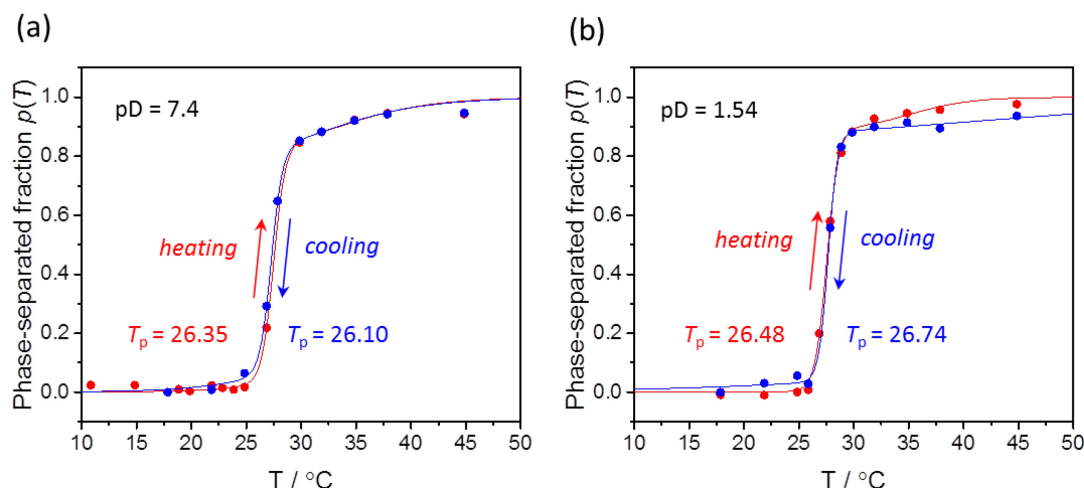 (a)
pD = 7.4
heating
cooling
Tp = 26.35
Tp = 26.10
Phase-separated fraction p(T)
1.0
0.8
0.6
0.4
0.2
0.0
10 15 20 25 30 35 40 45 50
T / °C
(b)
pD = 1.54
heating
cooling
Tp = 26.48
Tp = 26.74
Phase-separated fraction p(T)
1.0
0.8
0.6
0.4
0.2
0.0
10 15 20 25 30 35 40 45 50
T / °C